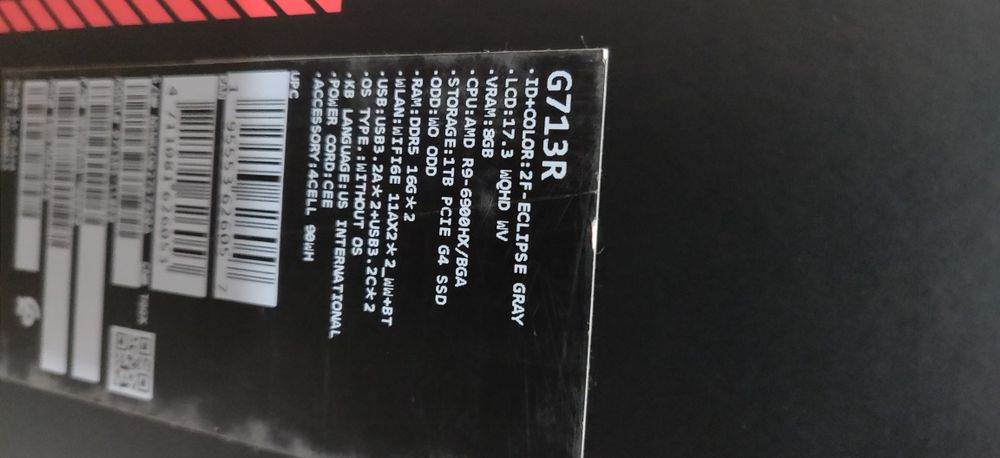 G713R
·ID+COLOR:2F-ECLIPSE GRAY
·LCD:17.3 WQHD WV
·VRAM:8GB
·CPU:AMD R9-6900HX/BGA
·STORAGE:1TB PCIE G4 SSD
·ODD:WO ODD
·RAM:DDR5 16G*2
·WLAN:WIFI6E 11AX2*2_WW+BT
·USB:USB3.2A*2+USB3.2C*2
·OS TYPE.:WITHOUT OS
·KB LANGUAGE:US INTERNATIONAL
·POWER CORD:CEE
·ACCESSORY:4CELL 90WH
UPC